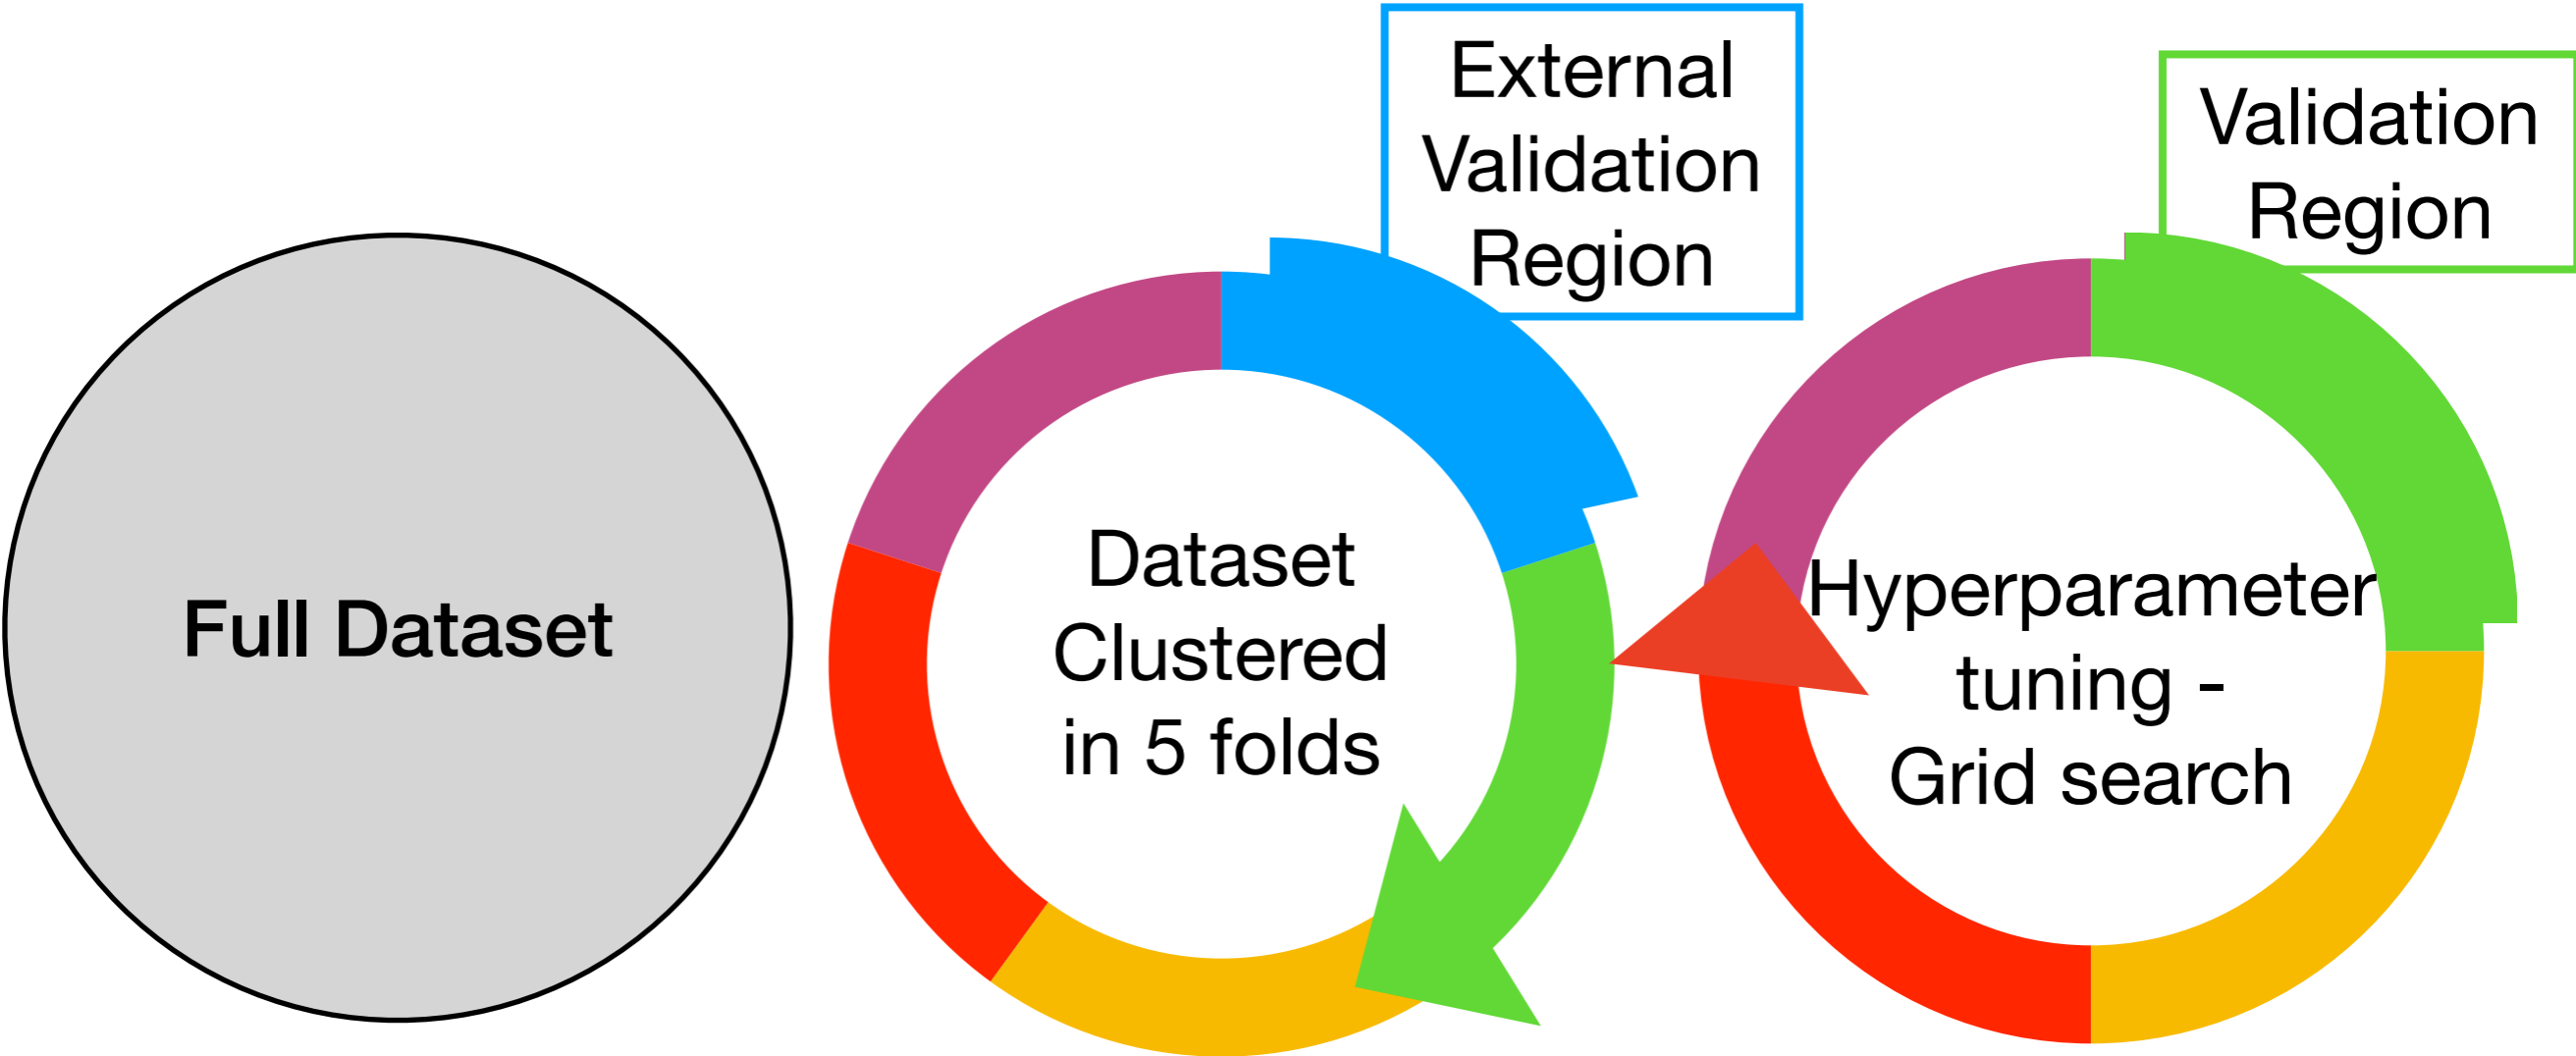 Full Dataset
Dataset
Clustered
in 5 folds
External
Validation
Region
Hyperparameter
tuning -
Grid search
Validation
Region